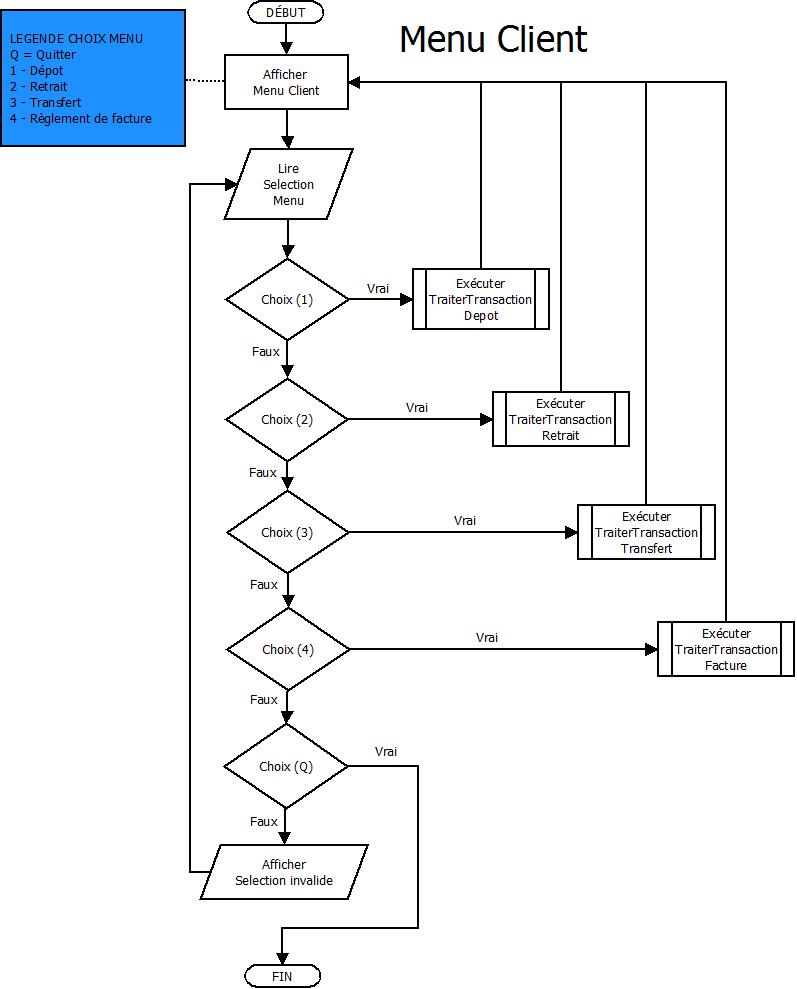 DÉBUT
Menu Client
LEGENDE CHOIX MENU
Q = Quitter
1 - Dépot
2 - Retrait
3 - Transfert
4 - Règlement de facture
Afficher
Menu Client
Lire
Selection
Menu
Choix (1)
Vrai
Exécuter
TraiterTransaction
Depot
Faux
Choix (2)
Vrai
Exécuter
TraiterTransaction
Retrait
Faux
Choix (3)
Vrai
Exécuter
TraiterTransaction
Transfert
Faux
Choix (4)
Vrai
Exécuter
TraiterTransaction
Facture
Faux
Choix (Q)
Vrai
Faux
Afficher
Selection invalide
FIN